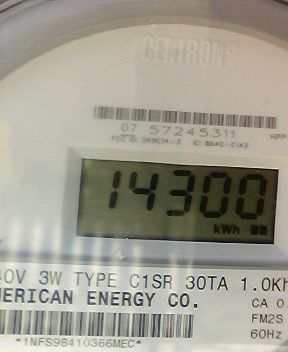 CENTRON®
07 57245311
14300
kWh
40V 3W TYPE C1SR 30TA 1.0Kh
MERICAN ENERGY CO.
CA 0.
FM2S
60Hz
*1NFS98410366MEC*